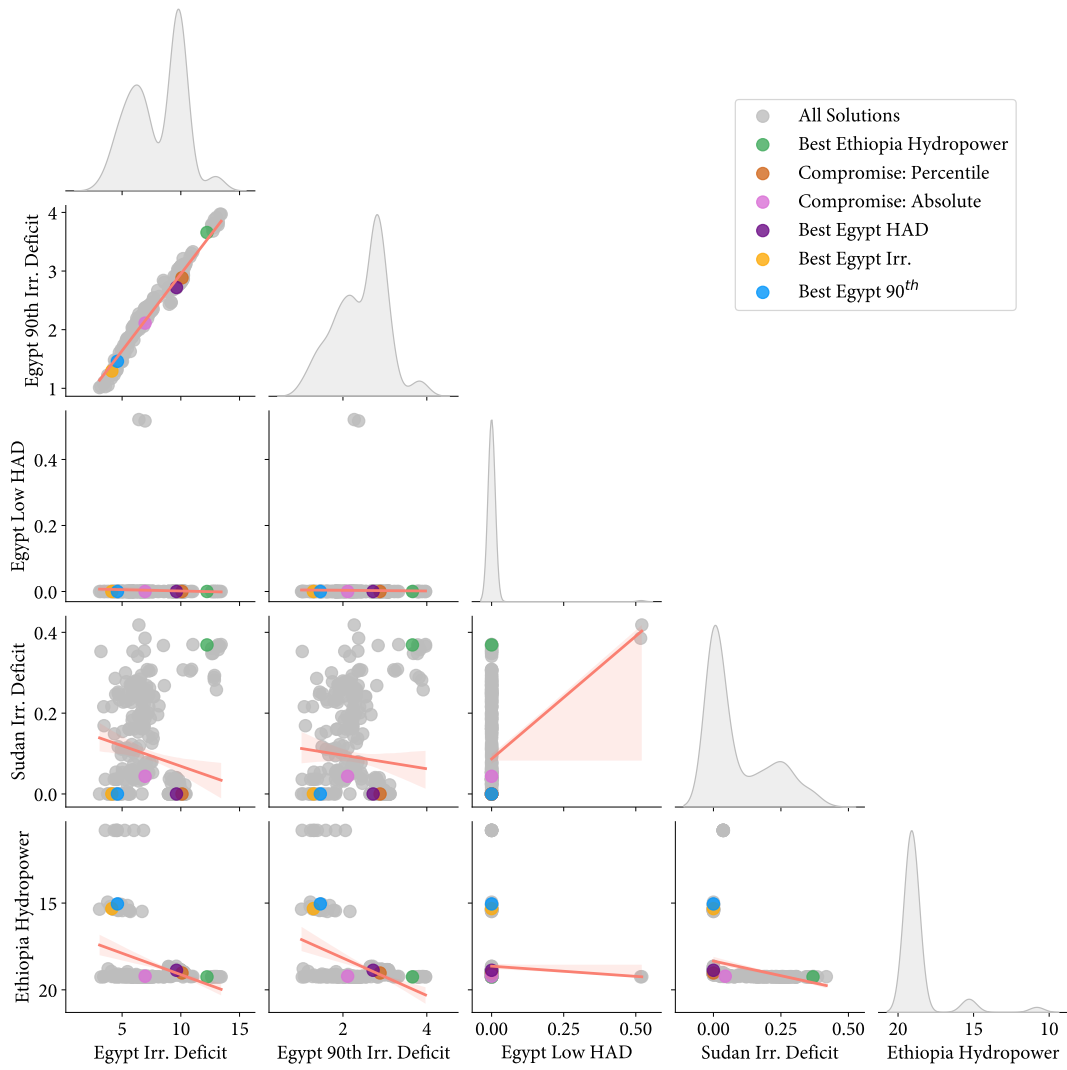 All Solutions
Best Ethiopia Hydropower
Compromise: Percentile
Compromise: Absolute
Best Egypt HAD
Best Egypt Irr.
Best Egypt 90th
Egypt 90th Irr. Deficit
4
3
2
1
Egypt Low HAD
0.4
0.2
0.0
Sudan Irr. Deficit
0.4
0.2
0.0
Ethiopia Hydropower
15
20
5 10 15
2 4
0.00 0.25 0.50
0.00 0.25 0.50
20 15 10
Egypt Irr. Deficit
Egypt 90th Irr. Deficit
Egypt Low HAD
Sudan Irr. Deficit
Ethiopia Hydropower